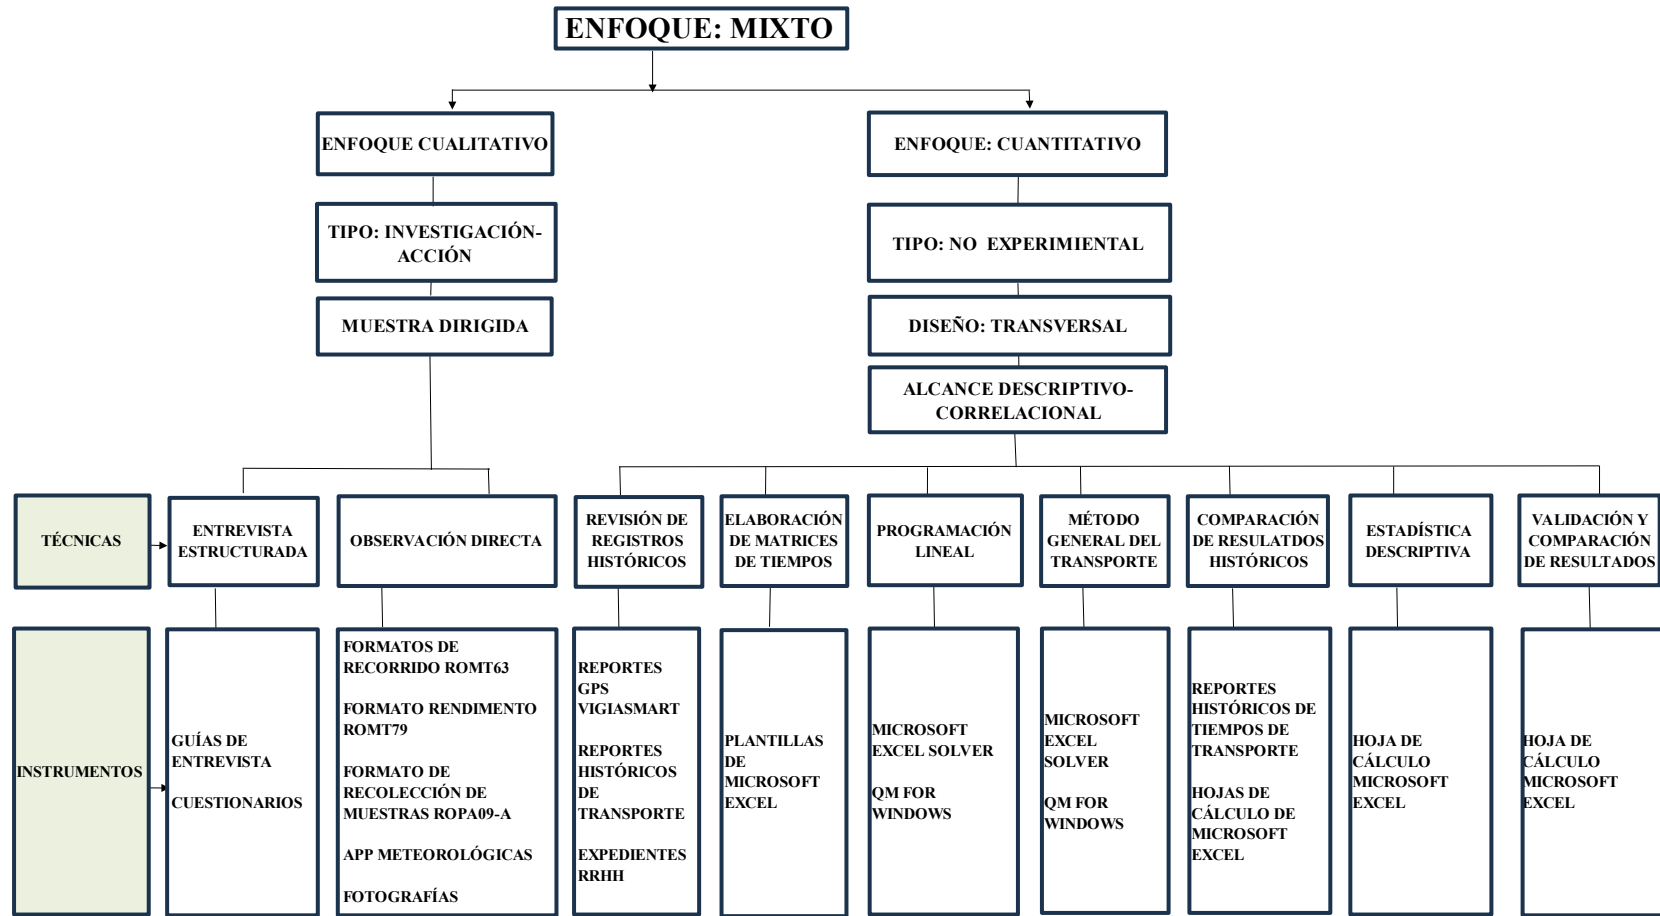 ENFOQUE: MIXTO
ENFOQUE CUALITATIVO
ENFOQUE: CUANTITATIVO
TIPO: INVESTIGACIÓN-
ACCIÓN
TIPO: NO EXPERIMIENTAL
MUESTRA DIRIGIDA
DISEÑO: TRANSVERSAL
ALCANCE DESCRIPTIVO-
CORRELACIONAL
TÉCNICAS
ENTREVISTA
ESTRUCTURADA
OBSERVACIÓN DIRECTA
REVISIÓN DE
REGISTROS
HISTÓRICOS
ELABORACIÓN
DE MATRICES
DE TIEMPOS
PROGRAMACIÓN
LINEAL
MÉTODO
GENERAL DEL
TRANSPORTE
COMPARACIÓN
DE RESULATDOS
HISTÓRICOS
ESTADÍSTICA
DESCRIPTIVA
VALIDACIÓN Y
COMPARACIÓN
DE RESULTADOS
INSTRUMENTOS
GUÍAS DE
ENTREVISTA
CUESTIONARIOS
FORMATOS DE
RECORRIDO ROMT63
FORMATO RENDIMENTO
ROMT79
FORMATO DE
RECOLECCIÓN DE
MUESTRAS ROPA09-A
APP METEOROLÓGICAS
FOTOGRAFÍAS
REPORTES
GPS
VIGIASMART
REPORTES
HISTÓRICOS
DE
TRANSPORTE
EXPEDIENTES
RRHH
PLANTILLAS
DE
MICROSOFT
EXCEL
MICROSOFT
EXCEL SOLVER
QM FOR
WINDOWS
MICROSOFT
EXCEL
SOLVER
QM FOR
WINDOWS
REPORTES
HISTÓRICOS DE
TIEMPOS DE
TRANSPORTE
HOJAS DE
CÁLCULO DE
MICROSOFT
EXCEL
HOJA DE
CÁLCULO
MICROSOFT
EXCEL
HOJA DE
CÁLCULO
MICROSOFT
EXCEL